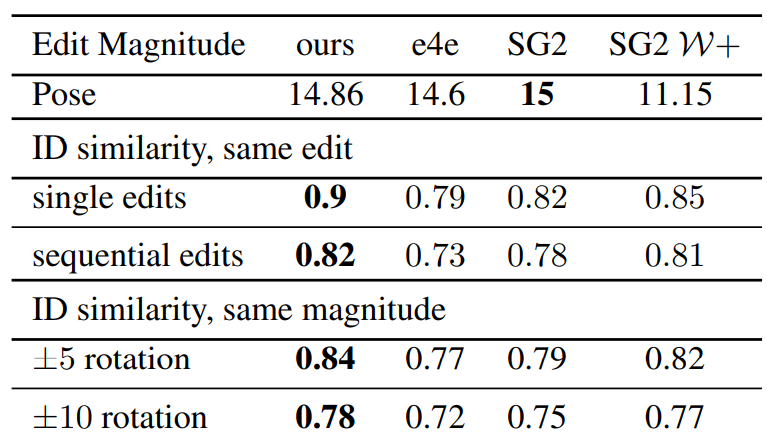 Edit Magnitude ours e4e SG2 SG2 𝒲+
Pose 14.86 14.6 15 11.15
ID similarity, same edit
single edits 0.9 0.79 0.82 0.85
sequential edits 0.82 0.73 0.78 0.81
ID similarity, same magnitude
±5 rotation 0.84 0.77 0.79 0.82
±10 rotation 0.78 0.72 0.75 0.77